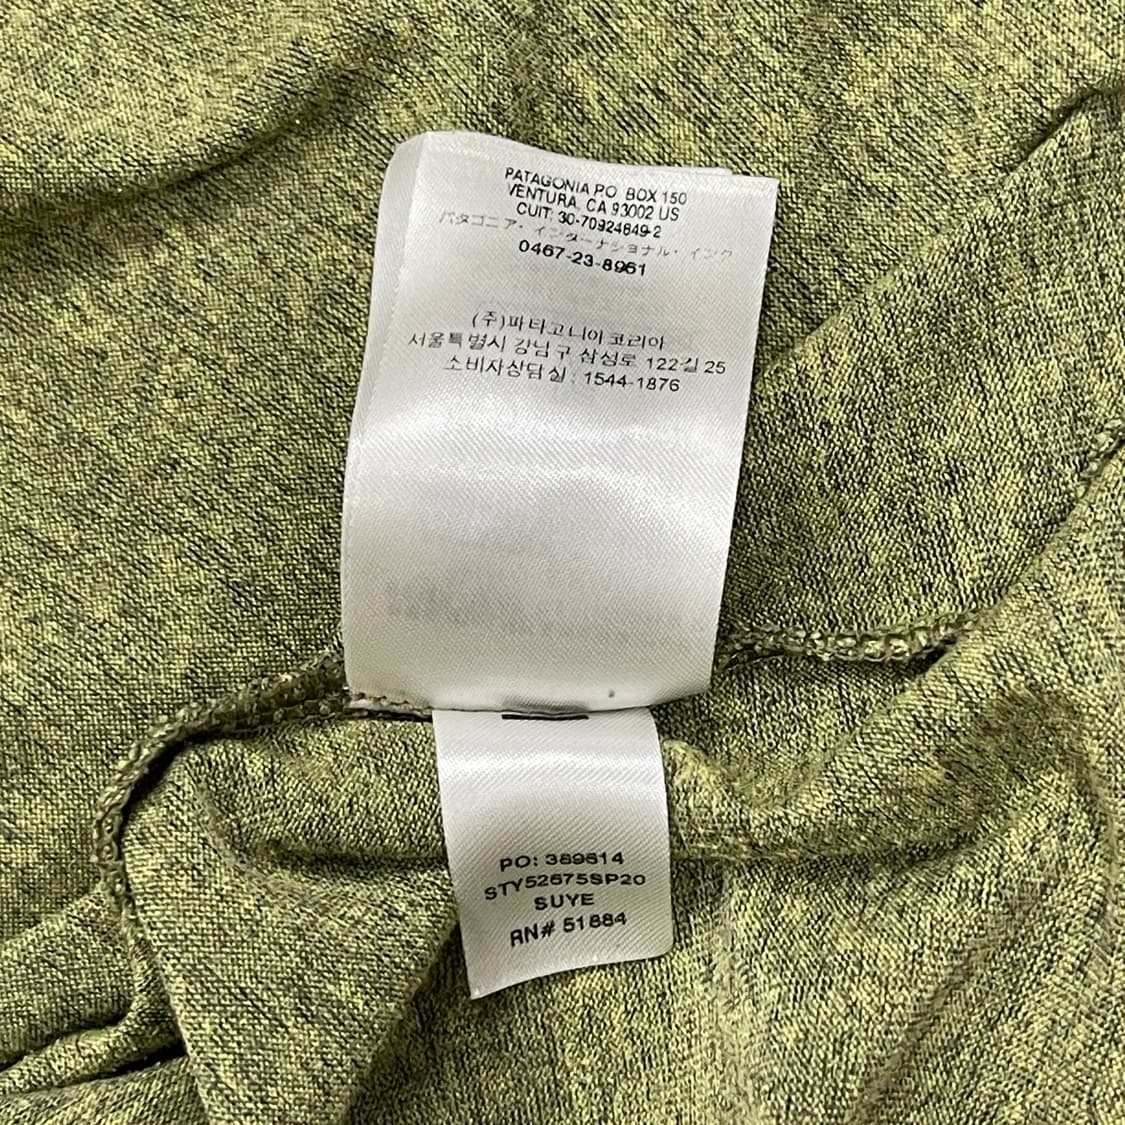 PATAGONIA PO BOX 150
VENTURA, CA 93002 US
CUIT: 30-70924849-2
パタゴニア・インターナショナル・インク
0467-23-8961
(주)파타고니아 코리아
서울특별시 강남구 삼성로 122길 25
소비자상담실 : 1544-1876
PO: 389614
STY52675SP20
SUYE
RN# 51884